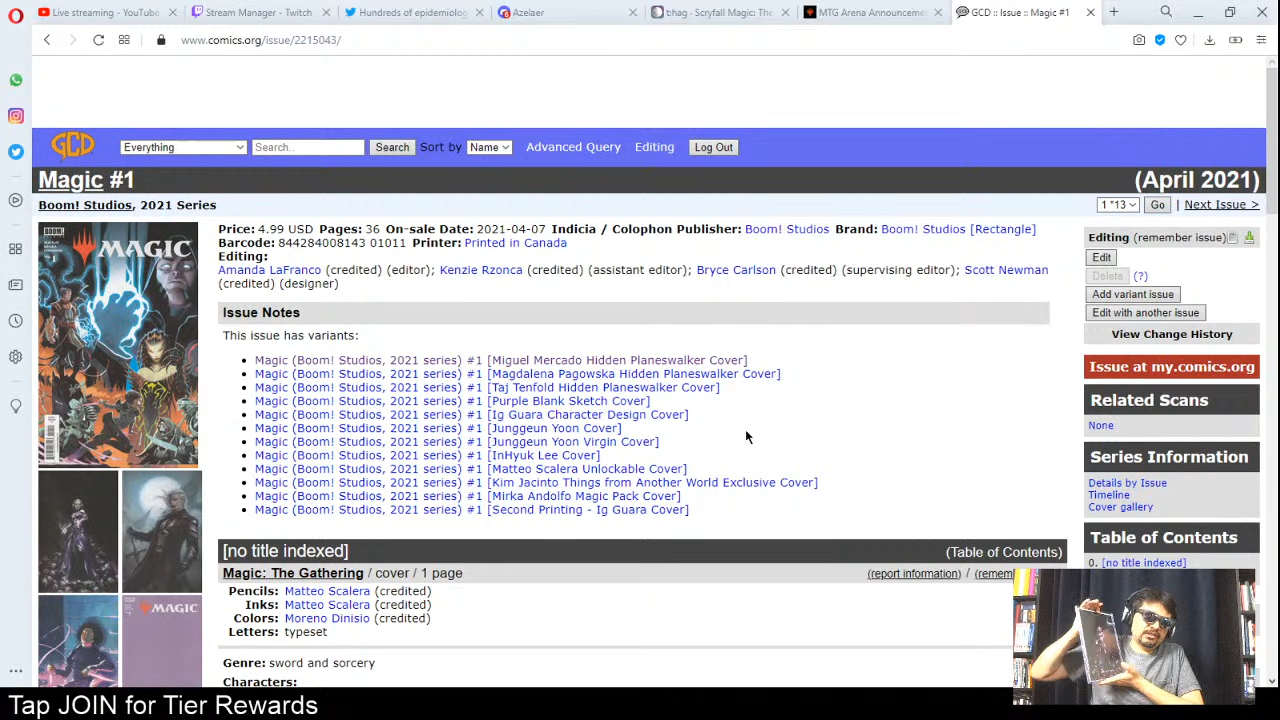 Live streaming - YouTube
Stream Manager - Twitch
Hundreds of epidemiolog
Azelaer
t:hag - Scryfall Magic: The
MTG Arena Announceme
GCD :: Issue :: Magic #1
www.comics.org/issue/2215043/
GCD
Everything
Search..
Search
Sort by
Name
Advanced Query
Editing
Log Out
Magic #1
(April 2021)
Boom! Studios, 2021 Series
1 *13
Go
| Next Issue >
Price: 4.99 USD Pages: 36 On-sale Date: 2021-04-07 Indicia / Colophon Publisher: Boom! Studios Brand: Boom! Studios [Rectangle]
Barcode: 844284008143 01011 Printer: Printed in Canada
Editing:
Amanda LaFranco (credited) (editor); Kenzie Rzonca (credited) (assistant editor); Bryce Carlson (credited) (supervising editor); Scott Newman
(credited) (designer)
Issue Notes
This issue has variants:
Magic (Boom! Studios, 2021 series) #1 [Miguel Mercado Hidden Planeswalker Cover]
Magic (Boom! Studios, 2021 series) #1 [Magdalena Pagowska Hidden Planeswalker Cover]
Magic (Boom! Studios, 2021 series) #1 [Taj Tenfold Hidden Planeswalker Cover]
Magic (Boom! Studios, 2021 series) #1 [Purple Blank Sketch Cover]
Magic (Boom! Studios, 2021 series) #1 [Ig Guara Character Design Cover]
Magic (Boom! Studios, 2021 series) #1 [Junggeun Yoon Cover]
Magic (Boom! Studios, 2021 series) #1 [Junggeun Yoon Virgin Cover]
Magic (Boom! Studios, 2021 series) #1 [InHyuk Lee Cover]
Magic (Boom! Studios, 2021 series) #1 [Matteo Scalera Unlockable Cover]
Magic (Boom! Studios, 2021 series) #1 [Kim Jacinto Things from Another World Exclusive Cover]
Magic (Boom! Studios, 2021 series) #1 [Mirka Andolfo Magic Pack Cover]
Magic (Boom! Studios, 2021 series) #1 [Second Printing - Ig Guara Cover]
[no title indexed]
(Table of Contents)
Magic: The Gathering / cover / 1 page
(report information) / (remem
Pencils: Matteo Scalera (credited)
Inks: Matteo Scalera (credited)
Colors: Moreno Dinisio (credited)
Letters: typeset
Genre: sword and sorcery
Characters:
BOOM!
MAGIC
MAGIC
Editing (remember issue)
Edit
Delete (?)
Add variant issue
Edit with another issue
View Change History
Issue at my.comics.org
Related Scans
None
Series Information
Details by Issue
Timeline
Cover gallery
Table of Contents
0. [no title indexed]
Tap JOIN for Tier Rewards